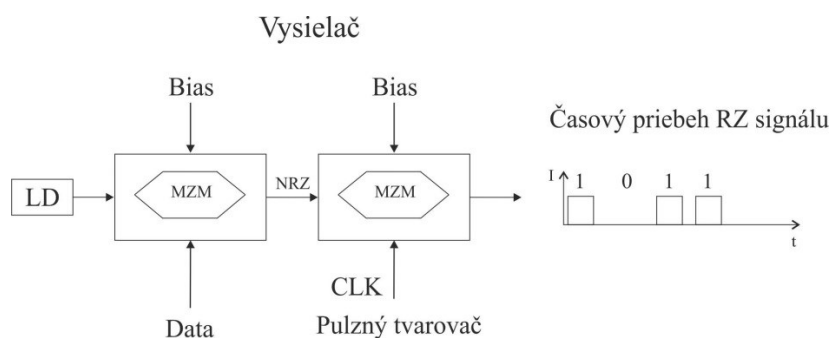 Vysielač
Bias
Bias
Časový priebeh RZ signálu
LD
MZM
NRZ
MZM
I
1 0 1 1
t
CLK
Data
Pulzný tvarovač